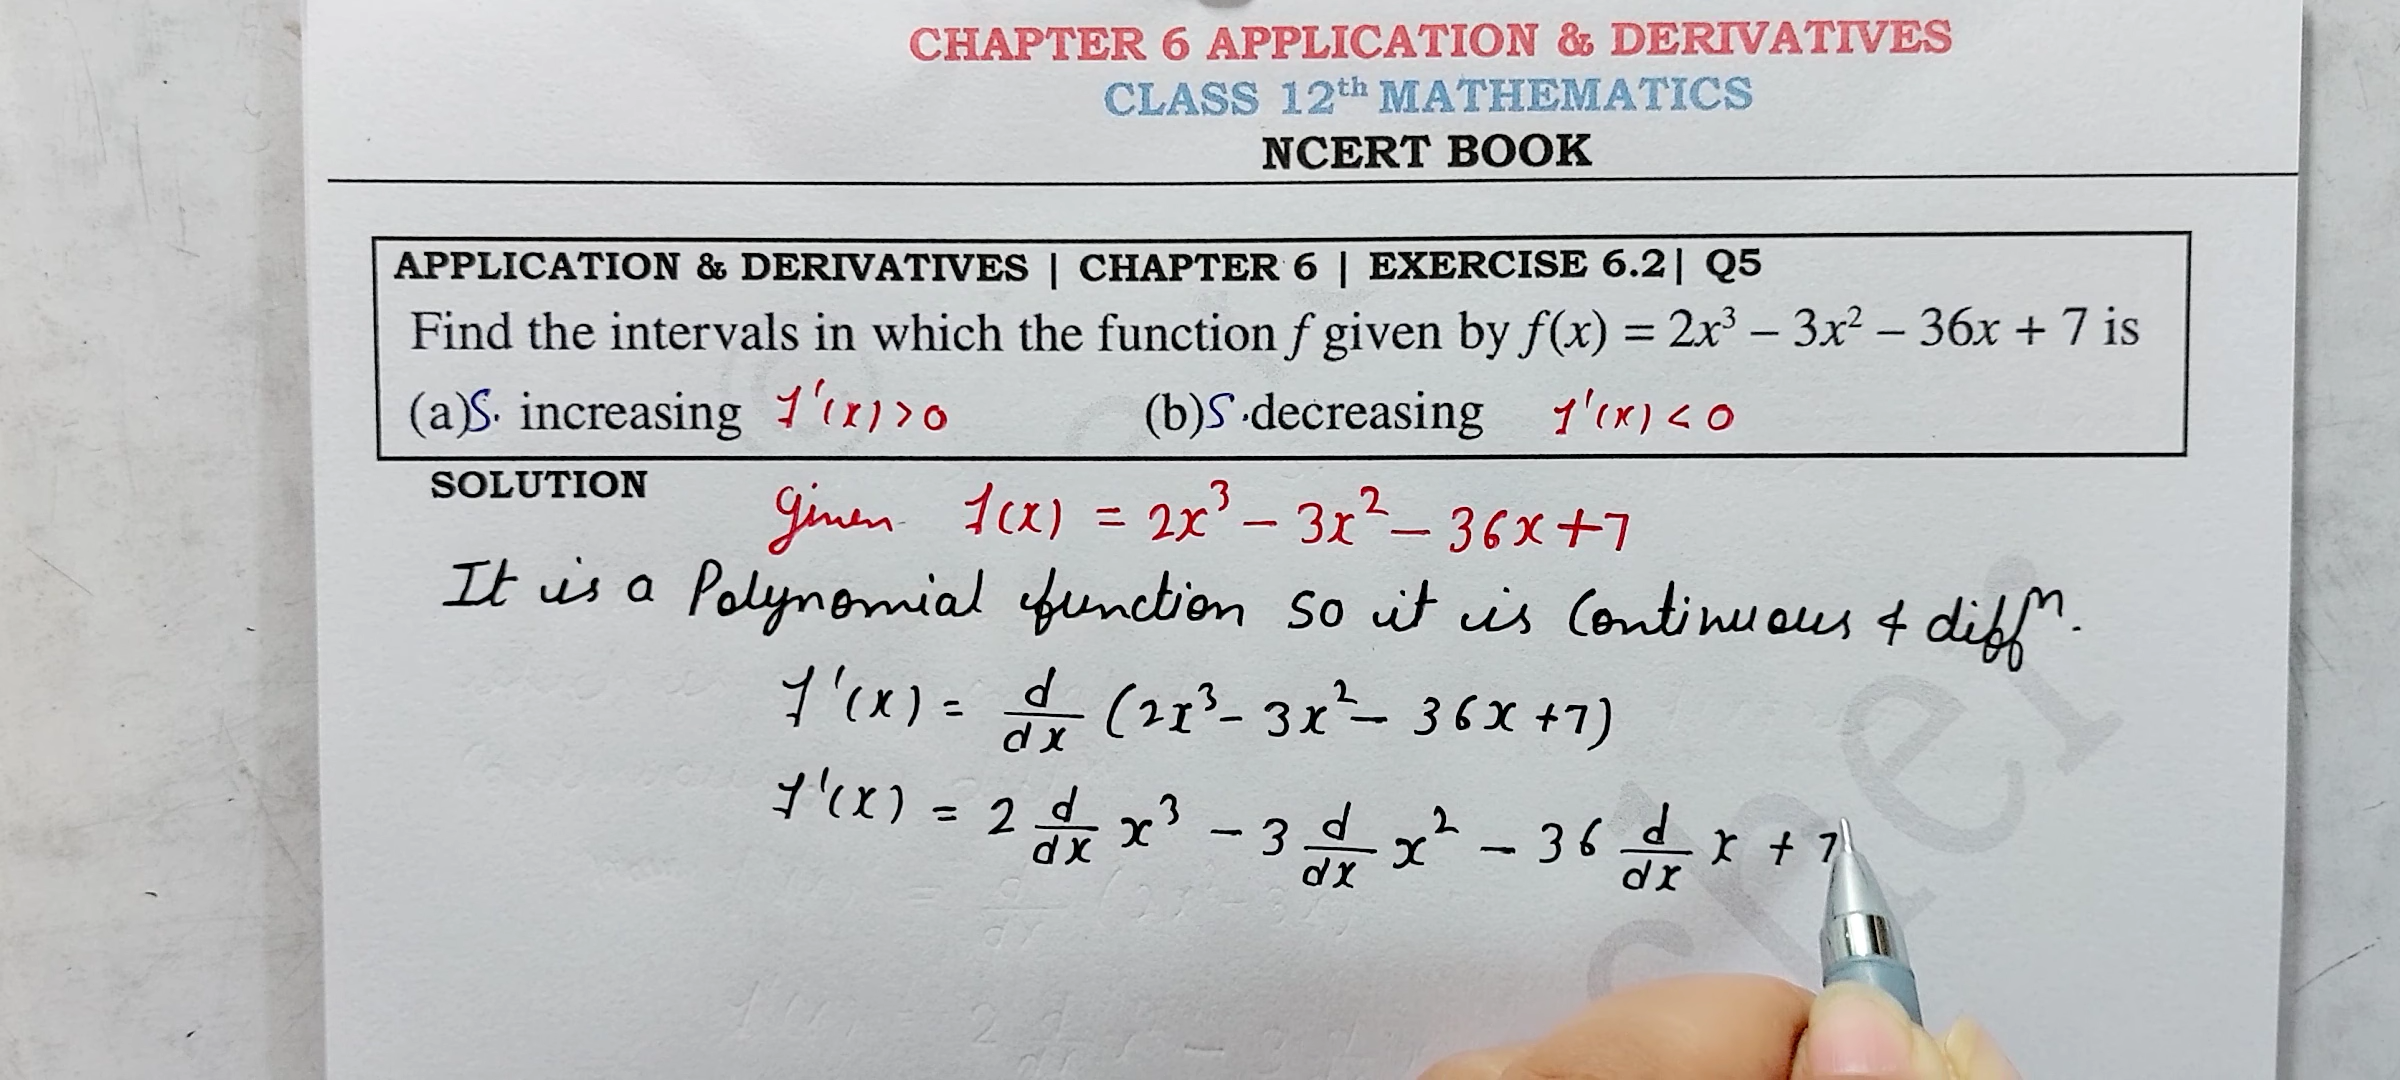 CHAPTER 6 APPLICATION & DERIVATIVES
CLASS 12th MATHEMATICS
NCERT BOOK
APPLICATION & DERIVATIVES | CHAPTER 6 | EXERCISE 6.2| Q5
Find the intervals in which the function f given by f(x) = 2x³ – 3x² – 36x + 7 is
(a)S. increasing f'(x) > 0 (b)S.decreasing f'(x) < 0
SOLUTION Given f(x) = 2x³ – 3x² – 36x + 7
It is a Polynomial function so it is Continuous & diffⁿ.
f'(x) = d/dx (2x³ - 3x² - 36x + 7)
f'(x) = 2 d/dx x³ - 3 d/dx x² - 36 d/dx x + 7